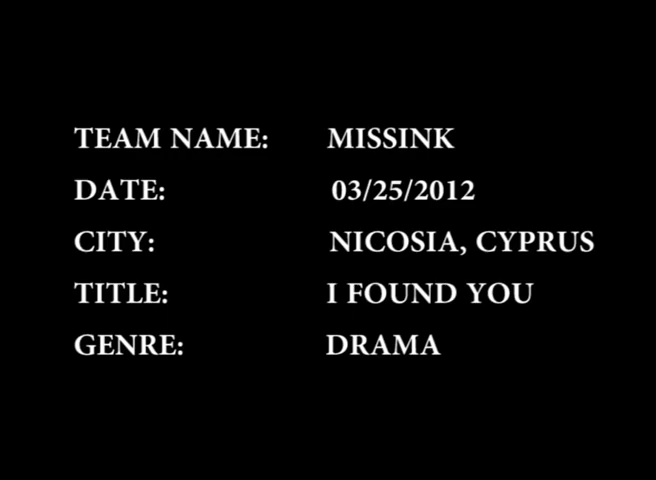 TEAM NAME: MISSINK
DATE: 03/25/2012
CITY: NICOSIA, CYPRUS
TITLE: I FOUND YOU
GENRE: DRAMA